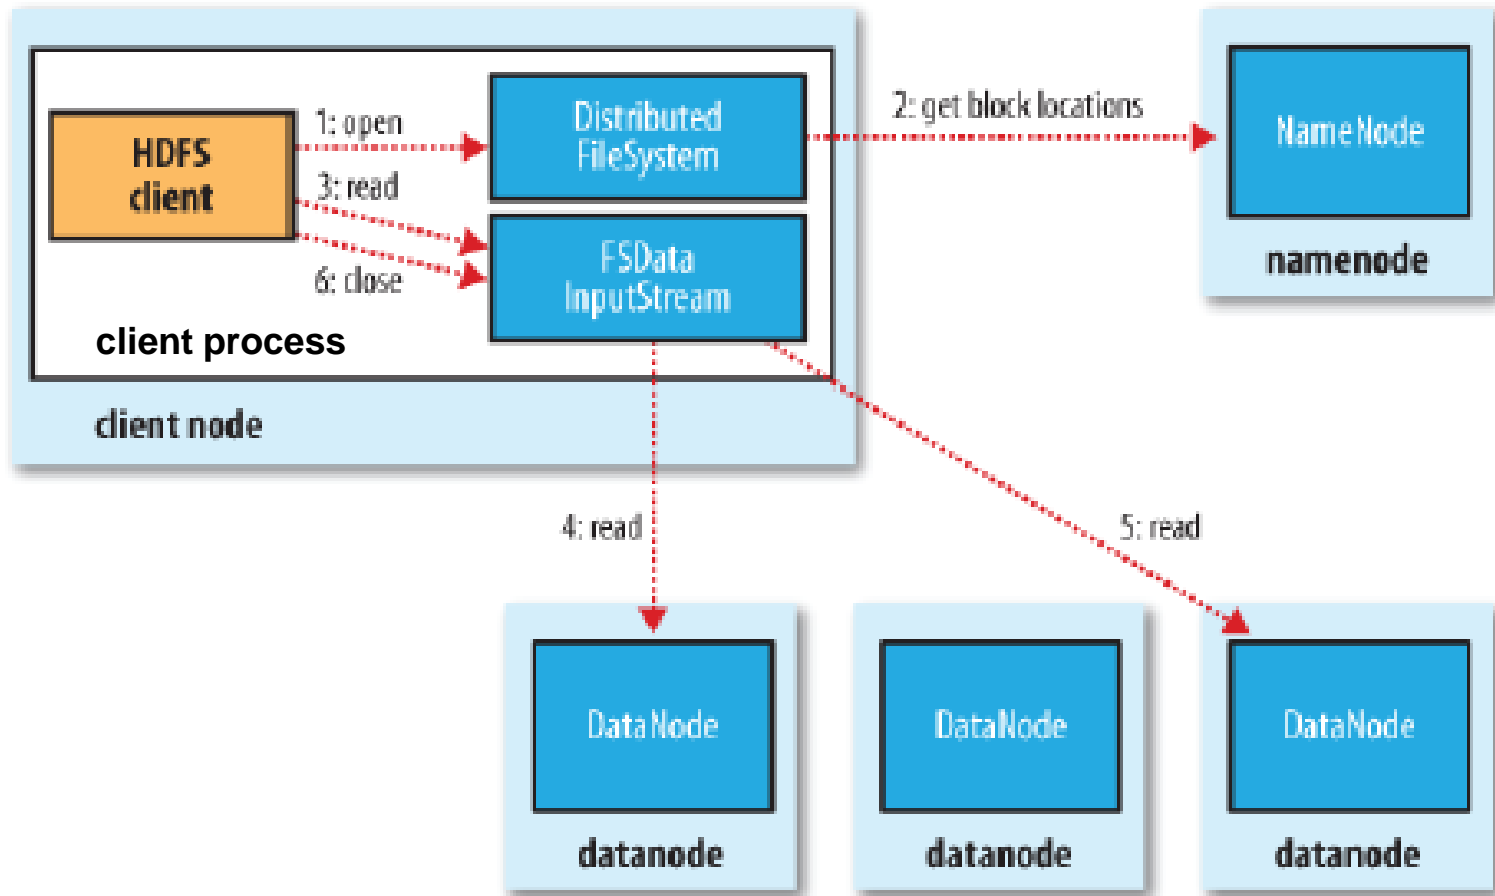 HDFS
client
1: open
3: read
6: close
Distributed
FileSystem
FSData
InputStream
client process
client node
2: get block locations
NameNode
namenode
4: read
5: read
DataNode
datanode
DataNode
datanode
DataNode
datanode